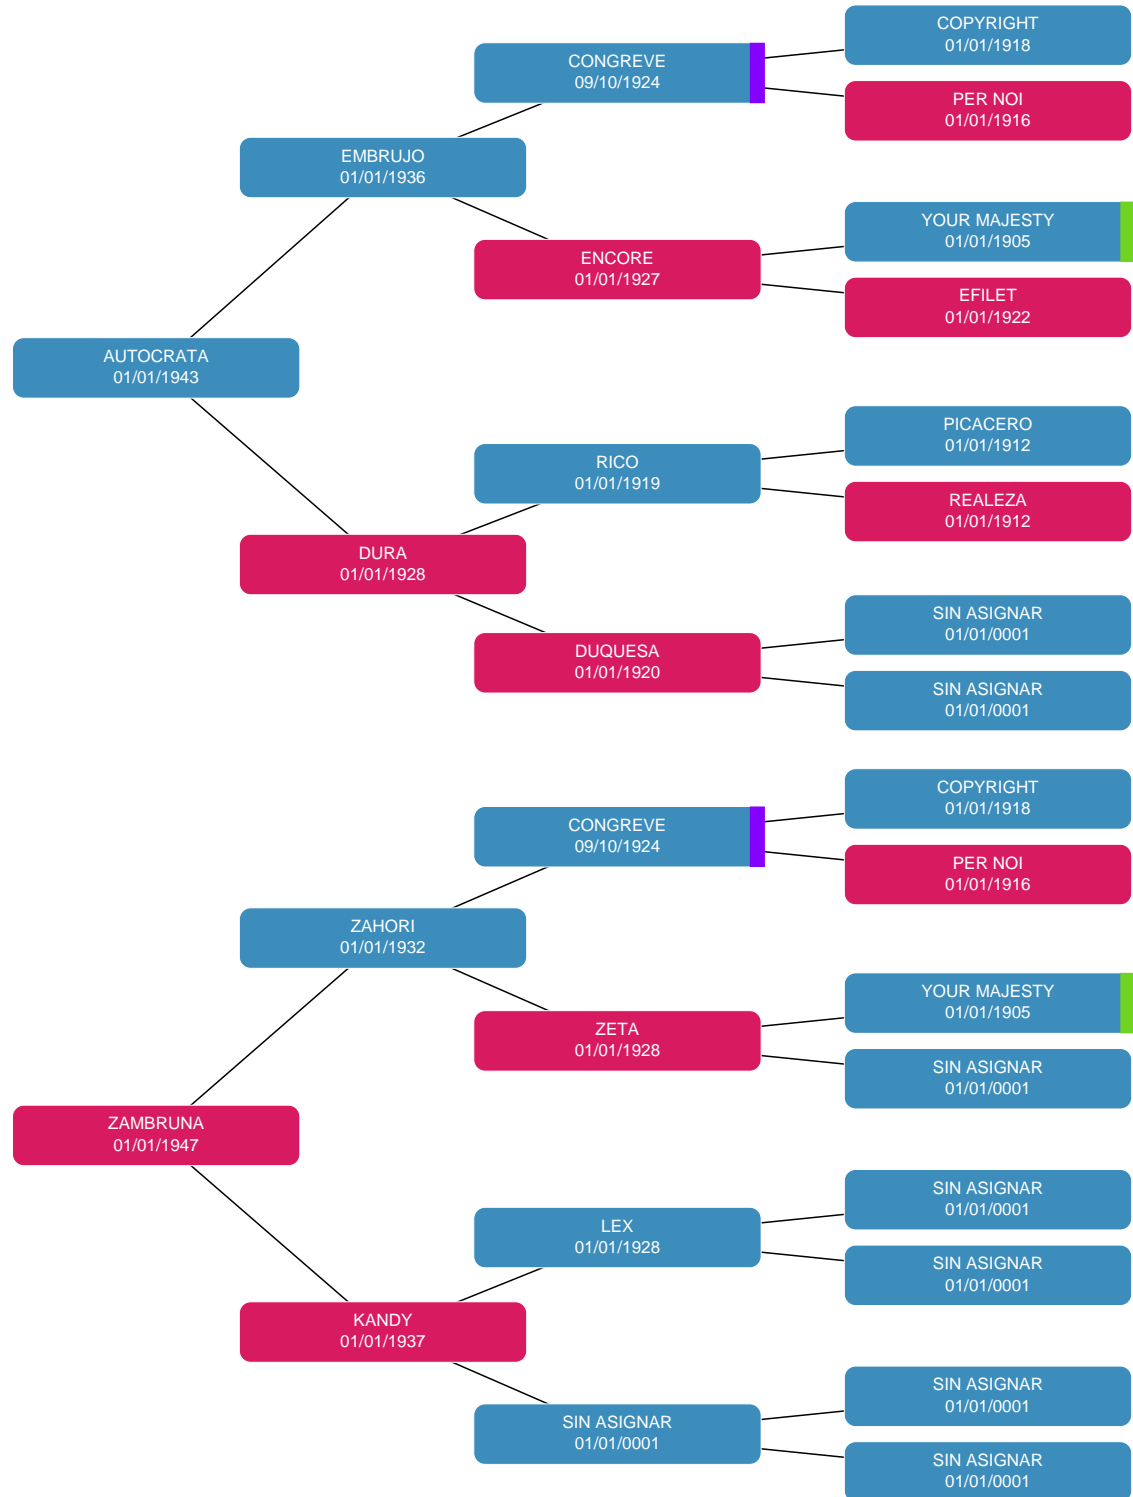 COPYRIGHT
01/01/1918
CONGREVE
09/10/1924
PER NOI
01/01/1916
EMBRUJO
01/01/1936
YOUR MAJESTY
01/01/1905
ENCORE
01/01/1927
EFILET
01/01/1922
AUTOCRATA
01/01/1943
PICACERO
01/01/1912
RICO
01/01/1919
REALEZA
01/01/1912
DURA
01/01/1928
SIN ASIGNAR
01/01/0001
DUQUESA
01/01/1920
SIN ASIGNAR
01/01/0001
COPYRIGHT
01/01/1918
CONGREVE
09/10/1924
PER NOI
01/01/1916
ZAHORI
01/01/1932
YOUR MAJESTY
01/01/1905
ZETA
01/01/1928
SIN ASIGNAR
01/01/0001
ZAMBRUNA
01/01/1947
SIN ASIGNAR
01/01/0001
LEX
01/01/1928
SIN ASIGNAR
01/01/0001
KANDY
01/01/1937
SIN ASIGNAR
01/01/0001
SIN ASIGNAR
01/01/0001
SIN ASIGNAR
01/01/0001